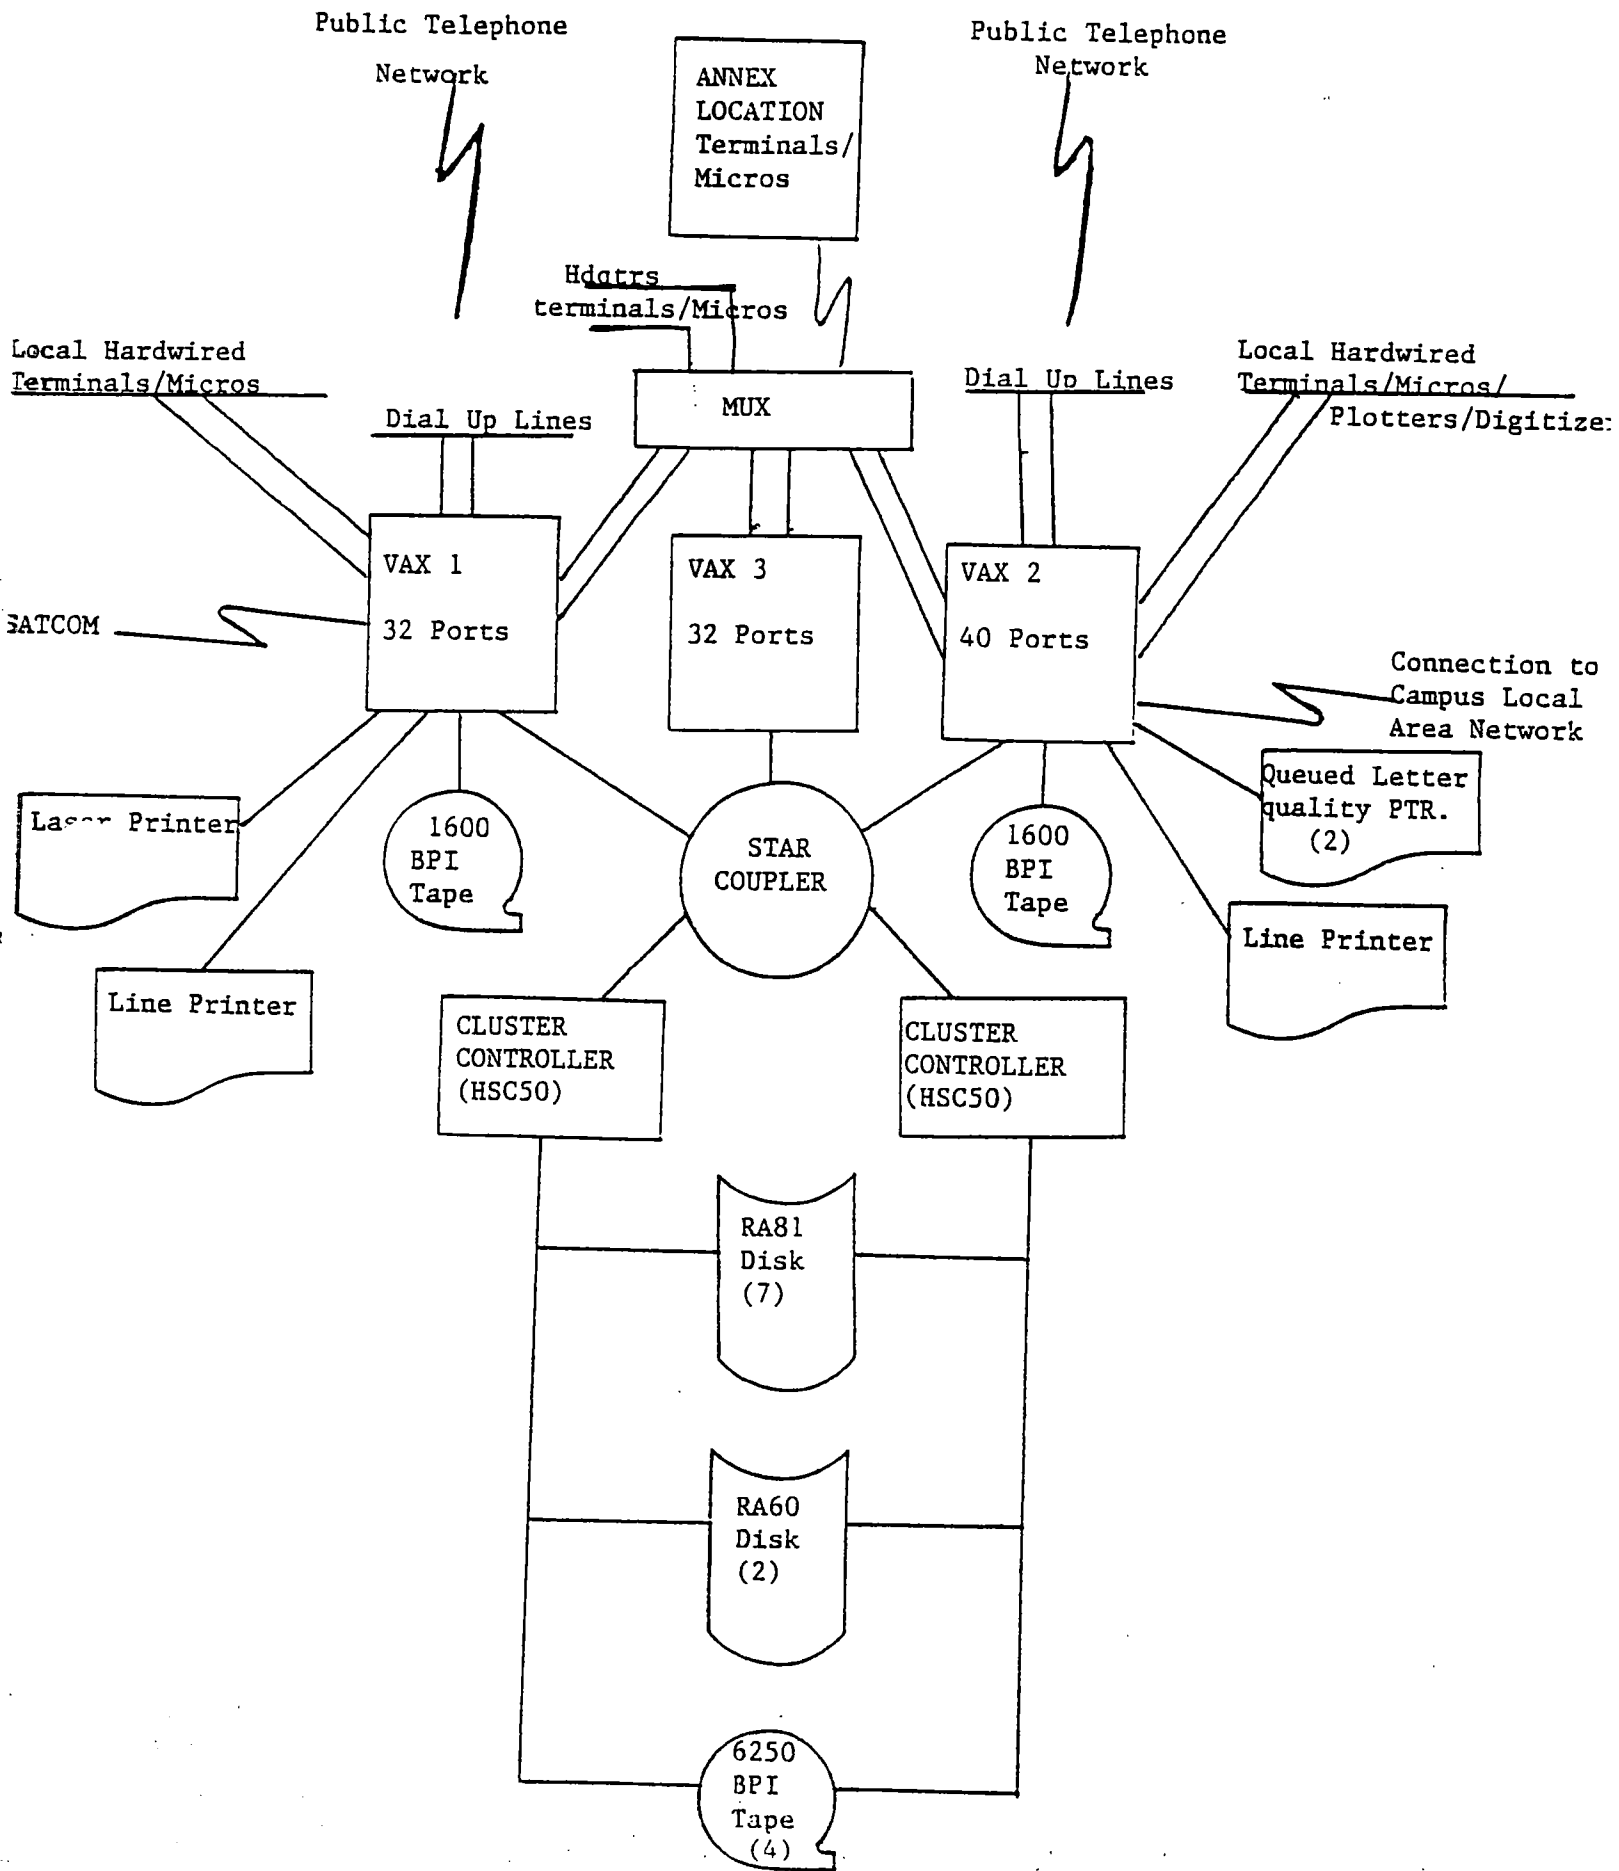 Public Telephone
Network
ANNEX
LOCATION
Terminals/
Micros
Public Telephone
Network
Hdqtrs
terminals/Micros
Local Hardwired
Terminals/Micros
Dial Up Lines
MUX
Dial Up Lines
Local Hardwired
Terminals/Micros/
Plotters/Digitize
VAX 1
32 Ports
VAX 3
32 Ports
VAX 2
40 Ports
SATCOM
Connection to
Campus Local
Area Network
Laser Printer
1600
BPI
Tape
STAR
COUPLER
1600
BPI
Tape
Queued Letter
quality PTR.
(2)
Line Printer
Line Printer
CLUSTER
CONTROLLER
(HSC50)
CLUSTER
CONTROLLER
(HSC50)
RA81
Disk
(7)
RA60
Disk
(2)
6250
BPI
Tape
(4)